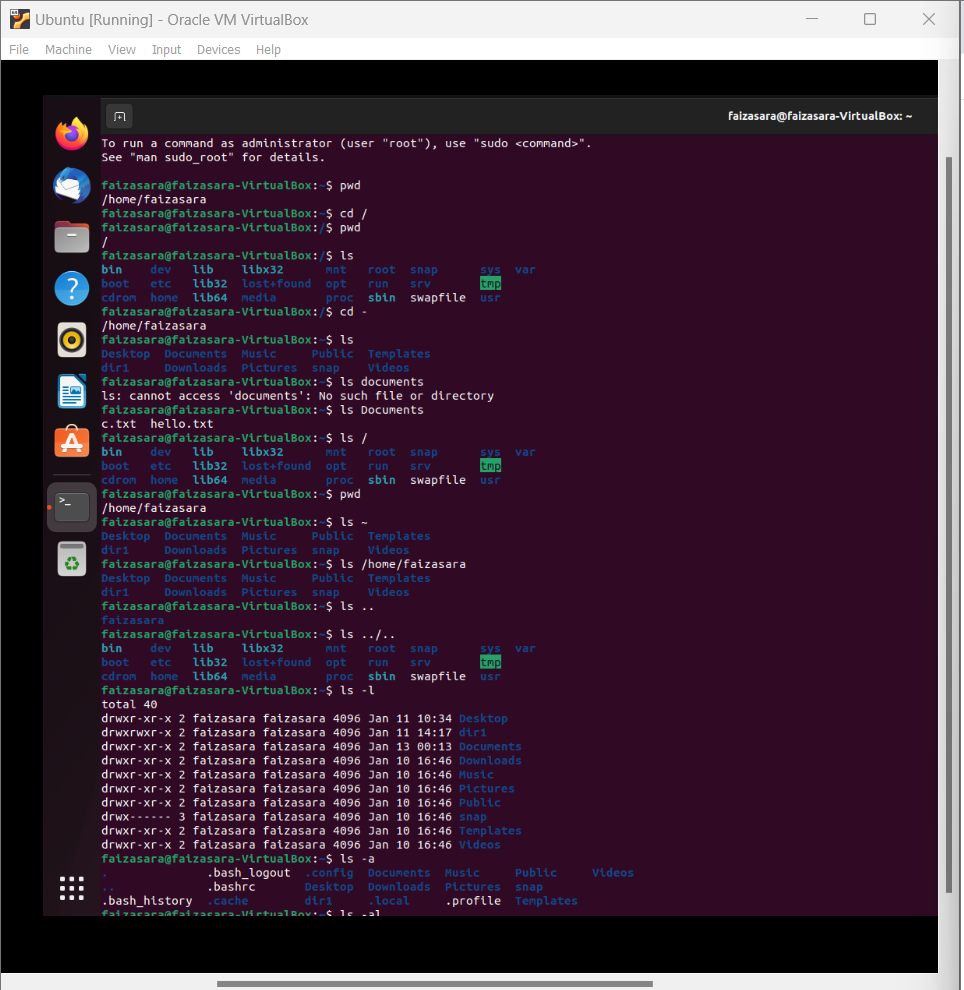 Ubuntu [Running] - Oracle VM VirtualBox
File Machine View Input Devices Help
faizasara@faizasara-VirtualBox: ~
To run a command as administrator (user "root"), use "sudo <command>".
See "man sudo_root" for details.
faizasara@faizasara-VirtualBox:~$ pwd
/home/faizasara
faizasara@faizasara-VirtualBox:~$ cd /
faizasara@faizasara-VirtualBox:/$ pwd
/
faizasara@faizasara-VirtualBox:/$ ls
bin dev lib libx32 mnt root snap sys var
boot etc lib32 lost+found opt run srv tmp
cdrom home lib64 media proc sbin swapfile usr
faizasara@faizasara-VirtualBox:/$ cd -
/home/faizasara
faizasara@faizasara-VirtualBox:~$ ls
Desktop Documents Music Public Templates
dir1 Downloads Pictures snap Videos
faizasara@faizasara-VirtualBox:~$ ls documents
ls: cannot access 'documents': No such file or directory
faizasara@faizasara-VirtualBox:~$ ls Documents
c.txt hello.txt
faizasara@faizasara-VirtualBox:~$ ls /
bin dev lib libx32 mnt root snap sys var
boot etc lib32 lost+found opt run srv tmp
cdrom home lib64 media proc sbin swapfile usr
faizasara@faizasara-VirtualBox:~$ pwd
/home/faizasara
faizasara@faizasara-VirtualBox:~$ ls ~
Desktop Documents Music Public Templates
dir1 Downloads Pictures snap Videos
faizasara@faizasara-VirtualBox:~$ ls /home/faizasara
Desktop Documents Music Public Templates
dir1 Downloads Pictures snap Videos
faizasara@faizasara-VirtualBox:~$ ls ..
faizasara
faizasara@faizasara-VirtualBox:~$ ls ../..
bin dev lib libx32 mnt root snap sys var
boot etc lib32 lost+found opt run srv tmp
cdrom home lib64 media proc sbin swapfile usr
faizasara@faizasara-VirtualBox:~$ ls -l
total 40
drwxr-xr-x 2 faizasara faizasara 4096 Jan 11 10:34 Desktop
drwxrwxr-x 2 faizasara faizasara 4096 Jan 11 14:17 dir1
drwxr-xr-x 2 faizasara faizasara 4096 Jan 13 00:13 Documents
drwxr-xr-x 2 faizasara faizasara 4096 Jan 10 16:46 Downloads
drwxr-xr-x 2 faizasara faizasara 4096 Jan 10 16:46 Music
drwxr-xr-x 2 faizasara faizasara 4096 Jan 10 16:46 Pictures
drwxr-xr-x 2 faizasara faizasara 4096 Jan 10 16:46 Public
drwx------ 3 faizasara faizasara 4096 Jan 10 16:46 snap
drwxr-xr-x 2 faizasara faizasara 4096 Jan 10 16:46 Templates
drwxr-xr-x 2 faizasara faizasara 4096 Jan 10 16:46 Videos
faizasara@faizasara-VirtualBox:~$ ls -a
. .bash_logout .config Documents Music Public Videos
.. .bashrc Desktop Downloads Pictures snap
.bash_history .cache dir1 .local .profile Templates
faizasara@faizasara-VirtualBox:~$ ls -al